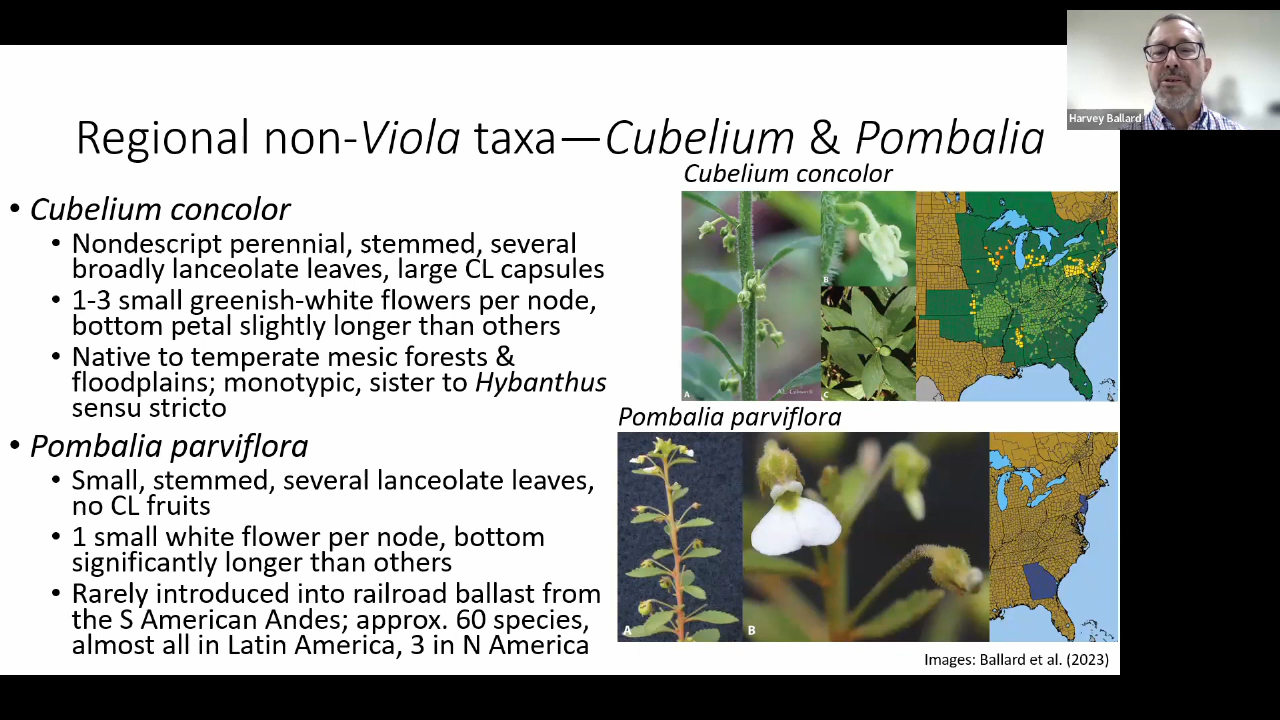 Harvey Ballard
Regional non-Viola taxa—Cubelium & Pombalia
• Cubelium concolor
• Nondescript perennial, stemmed, several
broadly lanceolate leaves, large CL capsules
• 1-3 small greenish-white flowers per node,
bottom petal slightly longer than others
• Native to temperate mesic forests &
floodplains; monotypic, sister to Hybanthus
sensu stricto
• Pombalia parviflora
• Small, stemmed, several lanceolate leaves,
no CL fruits
• 1 small white flower per node, bottom
significantly longer than others
• Rarely introduced into railroad ballast from
the S American Andes; approx. 60 species,
almost all in Latin America, 3 in N America
Cubelium concolor
A
B
C
Pombalia parviflora
A
B
Images: Ballard et al. (2023)